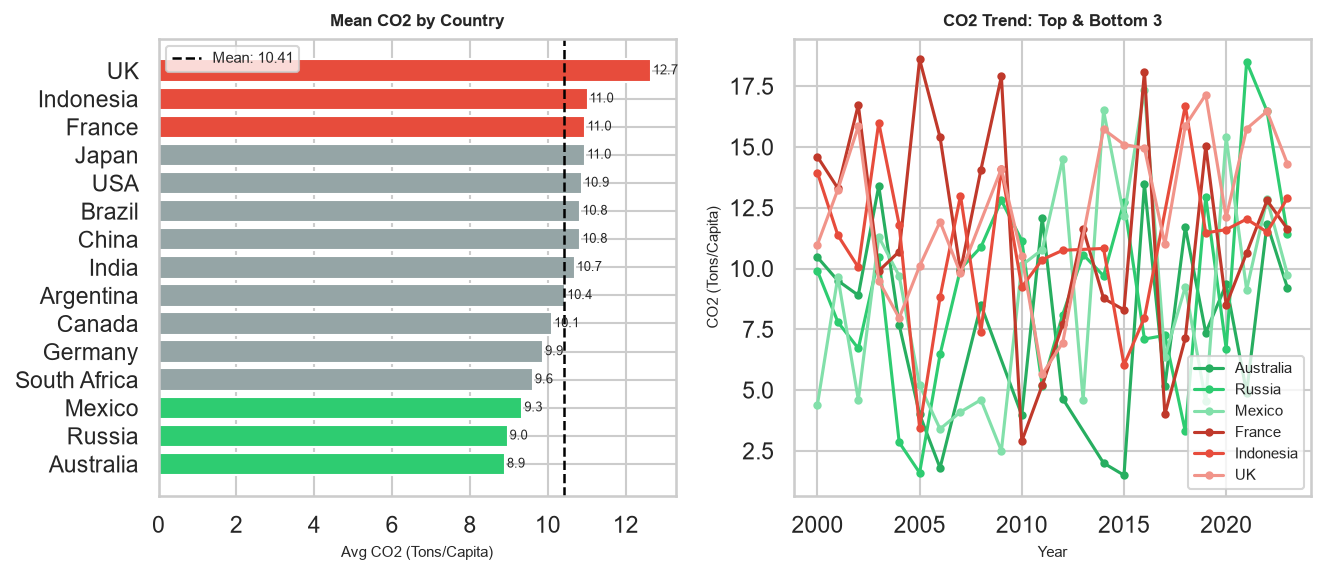 Mean CO2 by Country
Mean: 10.41
UK 12.7
Indonesia 11.0
France 11.0
Japan 11.0
USA 10.9
Brazil 10.8
China 10.8
India 10.7
Argentina 10.4
Canada 10.1
Germany 9.9
South Africa 9.6
Mexico 9.3
Russia 9.0
Australia 8.9
0 2 4 6 8 10 12
Avg CO2 (Tons/Capita)
CO2 Trend: Top & Bottom 3
CO2 (Tons/Capita)
17.5
15.0
12.5
10.0
7.5
5.0
2.5
Australia
Russia
Mexico
France
Indonesia
UK
2000 2005 2010 2015 2020
Year